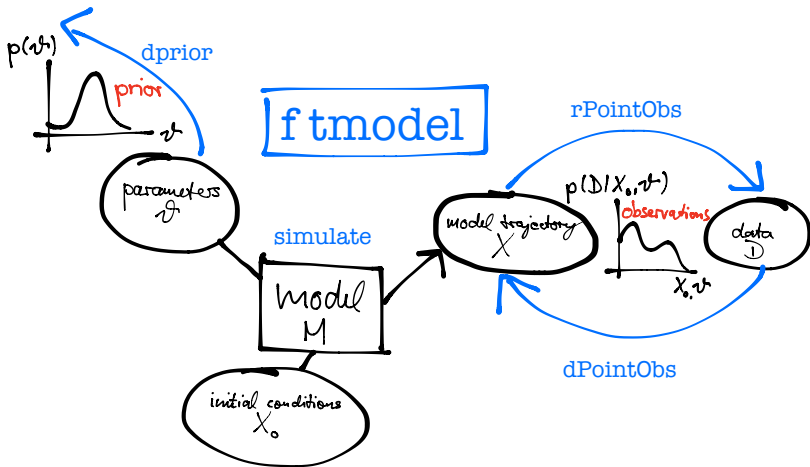 p(ϑ)
dprior
prior
ϑ
fitmodel
rPointObs
parameters
ϑ
p(D|X₀,ϑ)
observations
model trajectory
X
data
D
simulate
X₀,ϑ
model
M
dPointObs
initial conditions
X₀